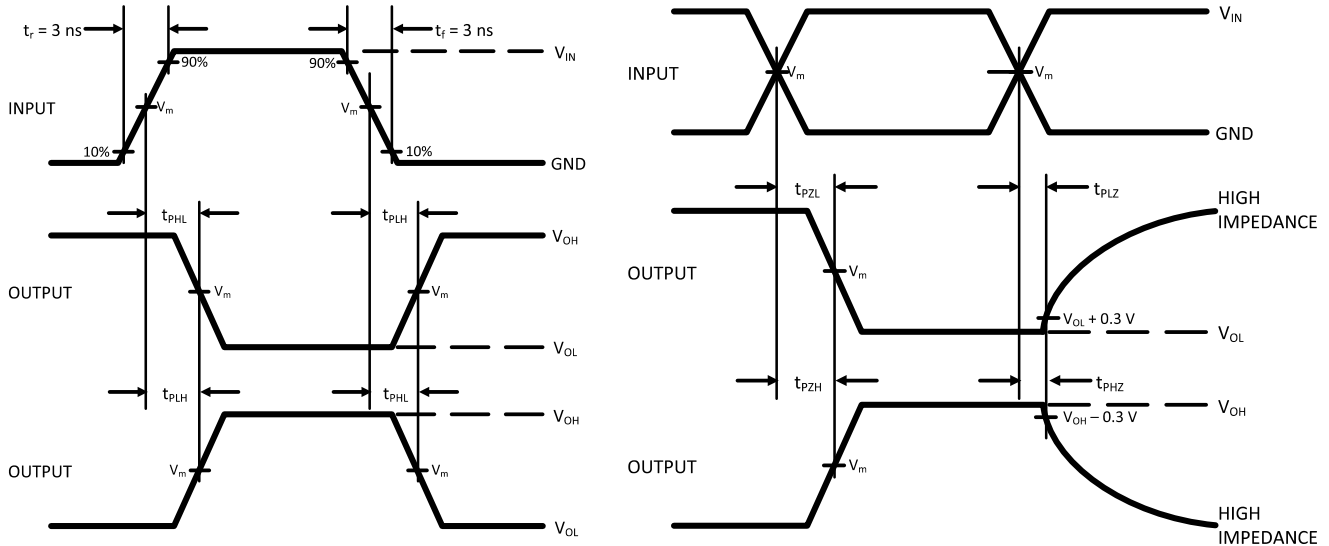 tr = 3 ns
tf = 3 ns
VIN
90%
90%
INPUT
Vm
Vm
10%
10%
GND
tPHL
tPLH
VOH
OUTPUT
Vm
Vm
VOL
tPLH
tPHL
VOH
OUTPUT
Vm
Vm
VOL
VIN
INPUT
Vm
Vm
GND
tPZL
tPLZ
HIGH
IMPEDANCE
OUTPUT
Vm
VOL + 0.3 V
VOL
tPZH
tPHZ
VOH
VOH – 0.3 V
OUTPUT
Vm
HIGH
IMPEDANCE